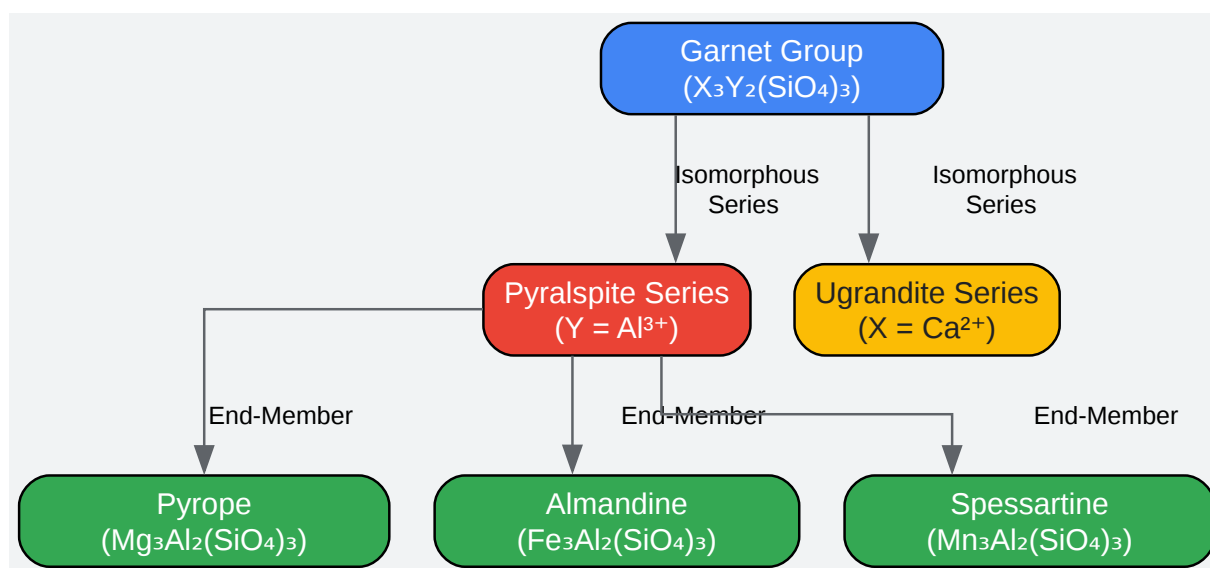 Garnet Group
(X₃Y₂(SiO₄)₃)
Isomorphous
Series
Isomorphous
Series
Pyralspite Series
(Y = Al³⁺)
Ugrandite Series
(X = Ca²⁺)
End-Member
End-Member
End-Member
Pyrope
(Mg₃Al₂(SiO₄)₃)
Almandine
(Fe₃Al₂(SiO₄)₃)
Spessartine
(Mn₃Al₂(SiO₄)₃)